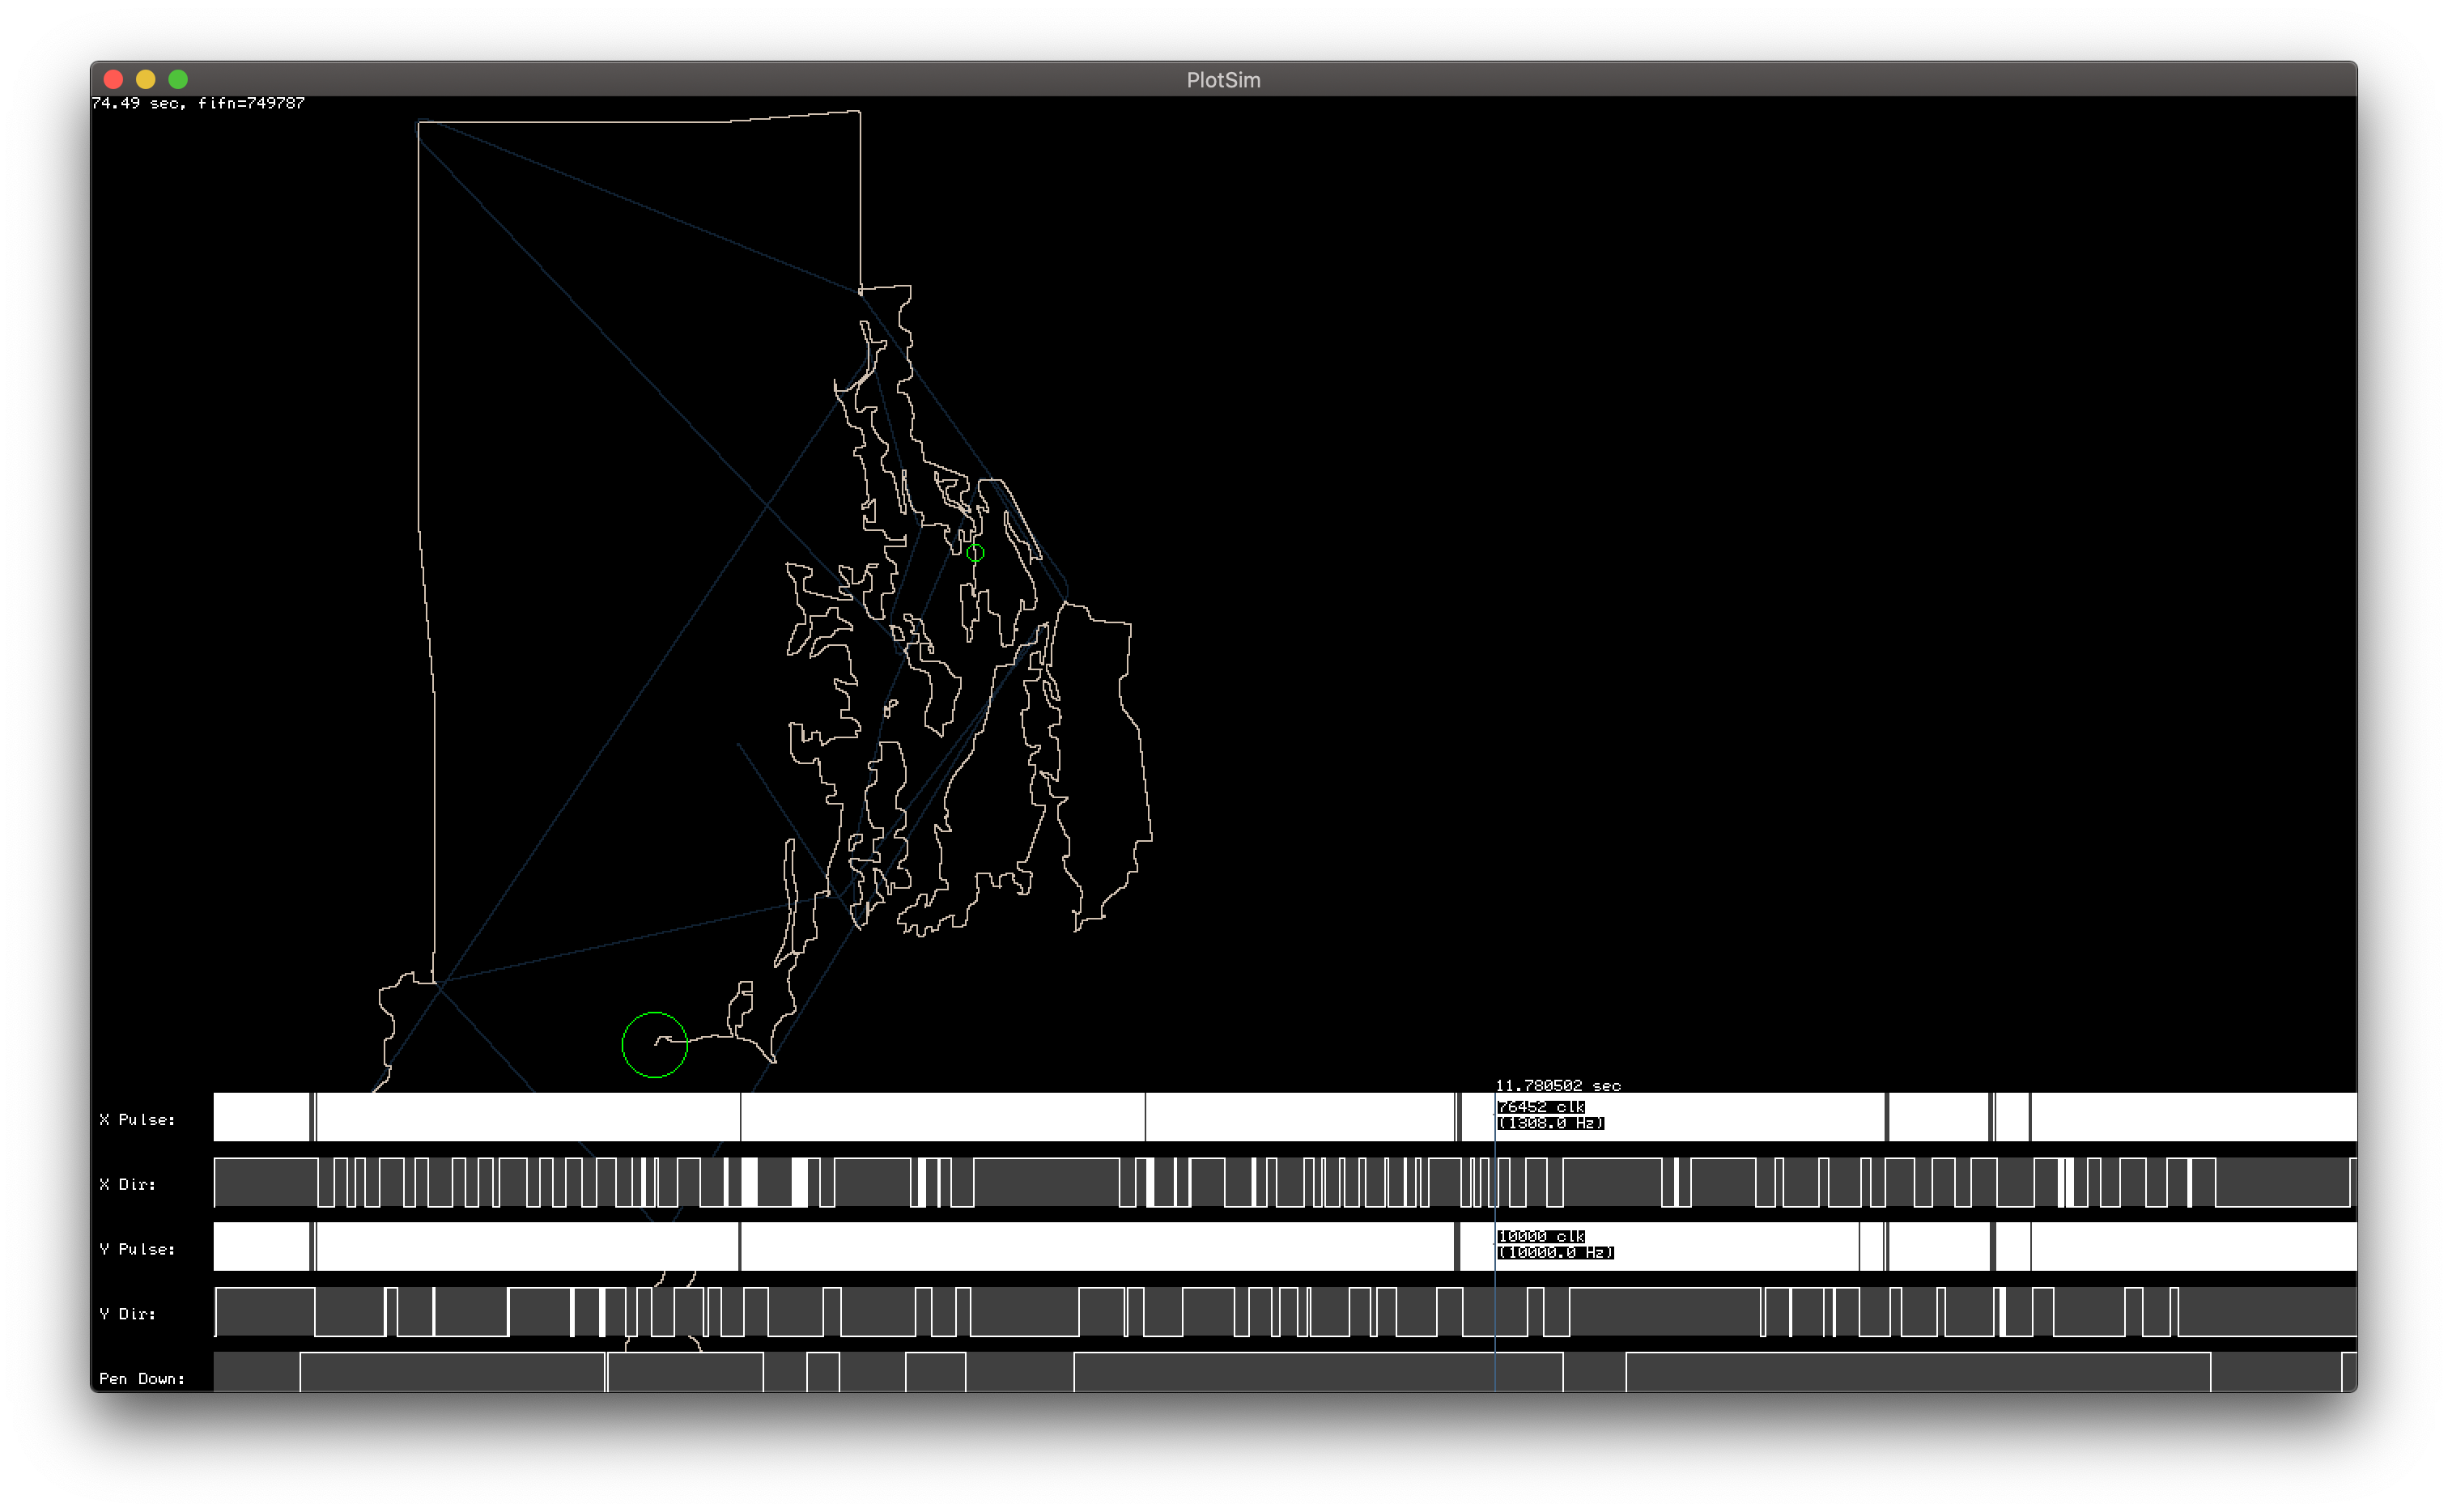 PlotSim
74.49 sec, fifn=749787
11.780502 sec
X Pulse:
76452 clk
(1308.0 Hz)
X Dir:
Y Pulse:
10000 clk
(10000.0 Hz)
Y Dir:
Pen Down: